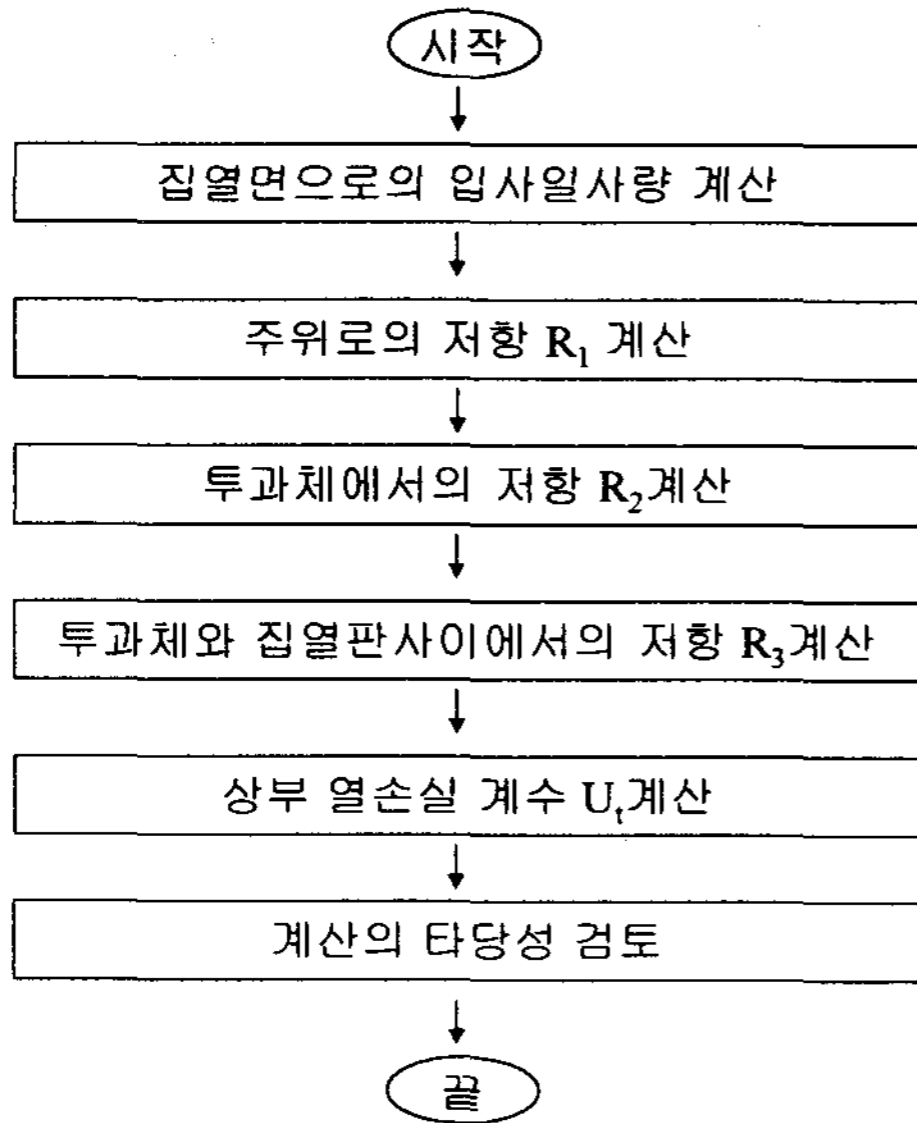 시작
집열면으로의 입사일사량 계산
주위로의 저항 R₁ 계산
투과체에서의 저항 R₂계산
투과체와 집열판사이에서의 저항 R₃계산
상부 열손실 계수 Uₜ계산
계산의 타당성 검토
끝